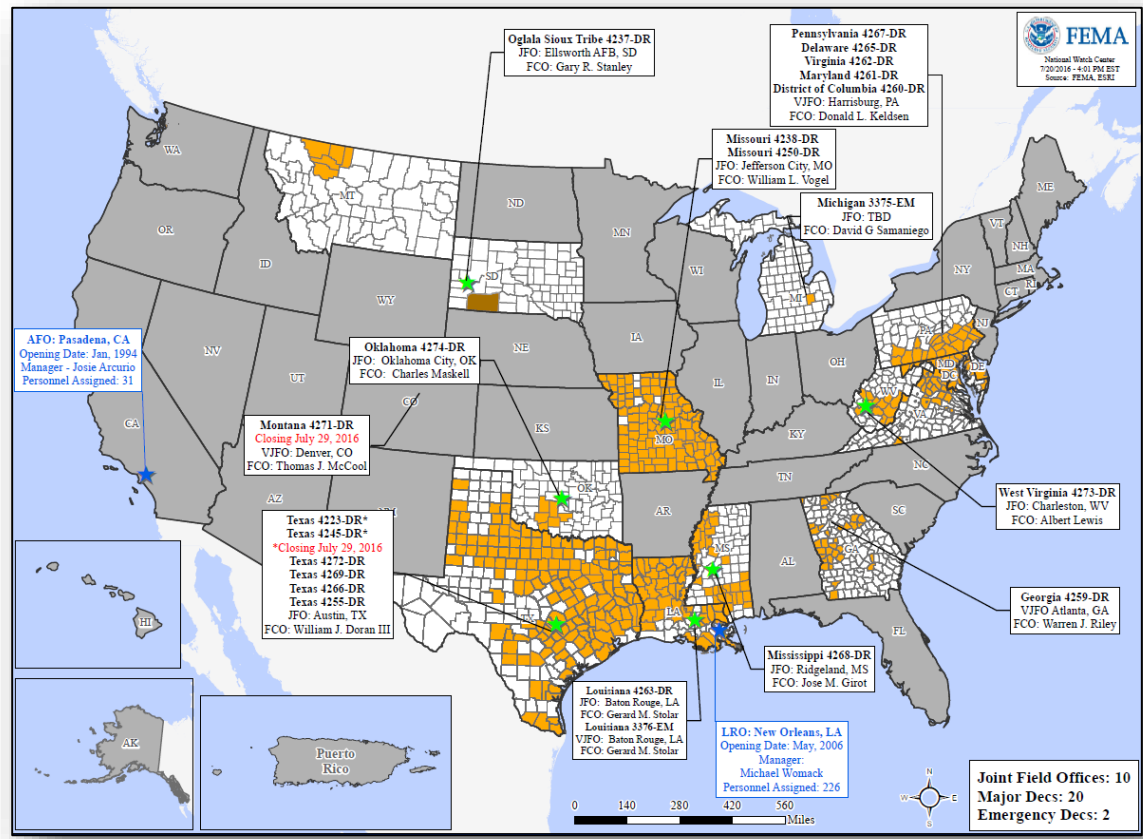 Oglala Sioux Tribe 4237-DR
JFO: Ellsworth AFB, SD
FCO: Gary R. Stanley
Pennsylvania 4267-DR
Delaware 4265-DR
Virginia 4262-DR
Maryland 4261-DR
District of Columbia 4260-DR
VJFO: Harrisburg, PA
FCO: Donald L. Keldsen
FEMA
National Watch Center
7/20/2016 - 4:01 PM EST
Source: FEMA, ESRI
Missouri 4238-DR
Missouri 4250-DR
JFO: Jefferson City, MO
FCO: William L. Vogel
Michigan 3375-EM
JFO: TBD
FCO: David G Samaniego
WA
MT
ND
MN
ME
VT
NH
OR
ID
WY
SD
WI
MI
NY
MA
CT
RI
AFO: Pasadena, CA
Opening Date: Jan, 1994
Manager - Josie Arcurio
Personnel Assigned: 31
NV
UT
NE
IA
IL
IN
OH
PA
NJ
MD
DE
DC
WV
VA
Oklahoma 4274-DR
JFO: Oklahoma City, OK
FCO: Charles Maskell
CA
CO
KS
MO
KY
Montana 4271-DR
Closing July 29, 2016
VJFO: Denver, CO
FCO: Thomas J. McCool
AZ
OK
AR
TN
NC
SC
West Virginia 4273-DR
JFO: Charleston, WV
FCO: Albert Lewis
Texas 4223-DR*
Texas 4245-DR*
*Closing July 29, 2016
Texas 4272-DR
Texas 4269-DR
Texas 4266-DR
Texas 4255-DR
JFO: Austin, TX
FCO: William J. Doran III
TX
LA
MS
AL
GA
FL
Georgia 4259-DR
VJFO Atlanta, GA
FCO: Warren J. Riley
HI
Mississippi 4268-DR
JFO: Ridgeland, MS
FCO: Jose M. Girot
Louisiana 4263-DR
JFO: Baton Rouge, LA
FCO: Gerard M. Stolar
Louisiana 3376-EM
VJFO: Baton Rouge, LA
FCO: Gerard M. Stolar
LRO: New Orleans, LA
Opening Date: May, 2006
Manager:
Michael Womack
Personnel Assigned: 226
AK
Puerto
Rico
N
W
E
S
0 140 280 420 560
Miles
Joint Field Offices: 10
Major Decs: 20
Emergency Decs: 2